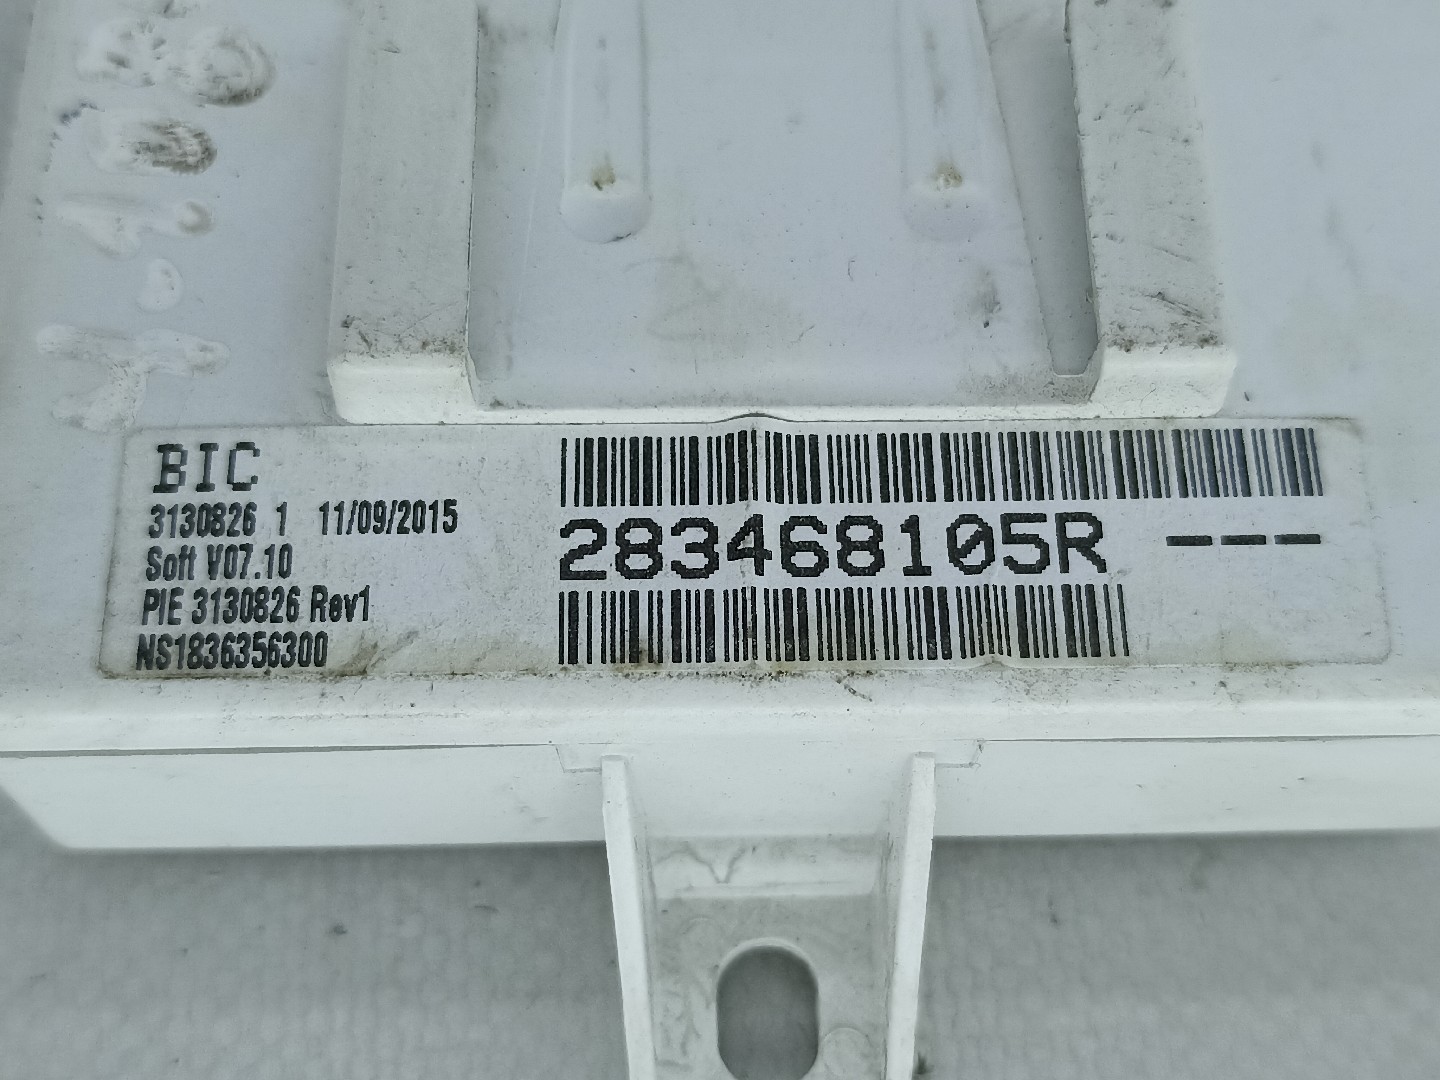 BIC
3130826 1 11/09/2015
Soft V07.10
PIE 3130826 Rev1
NS1836356300
283468105R ---